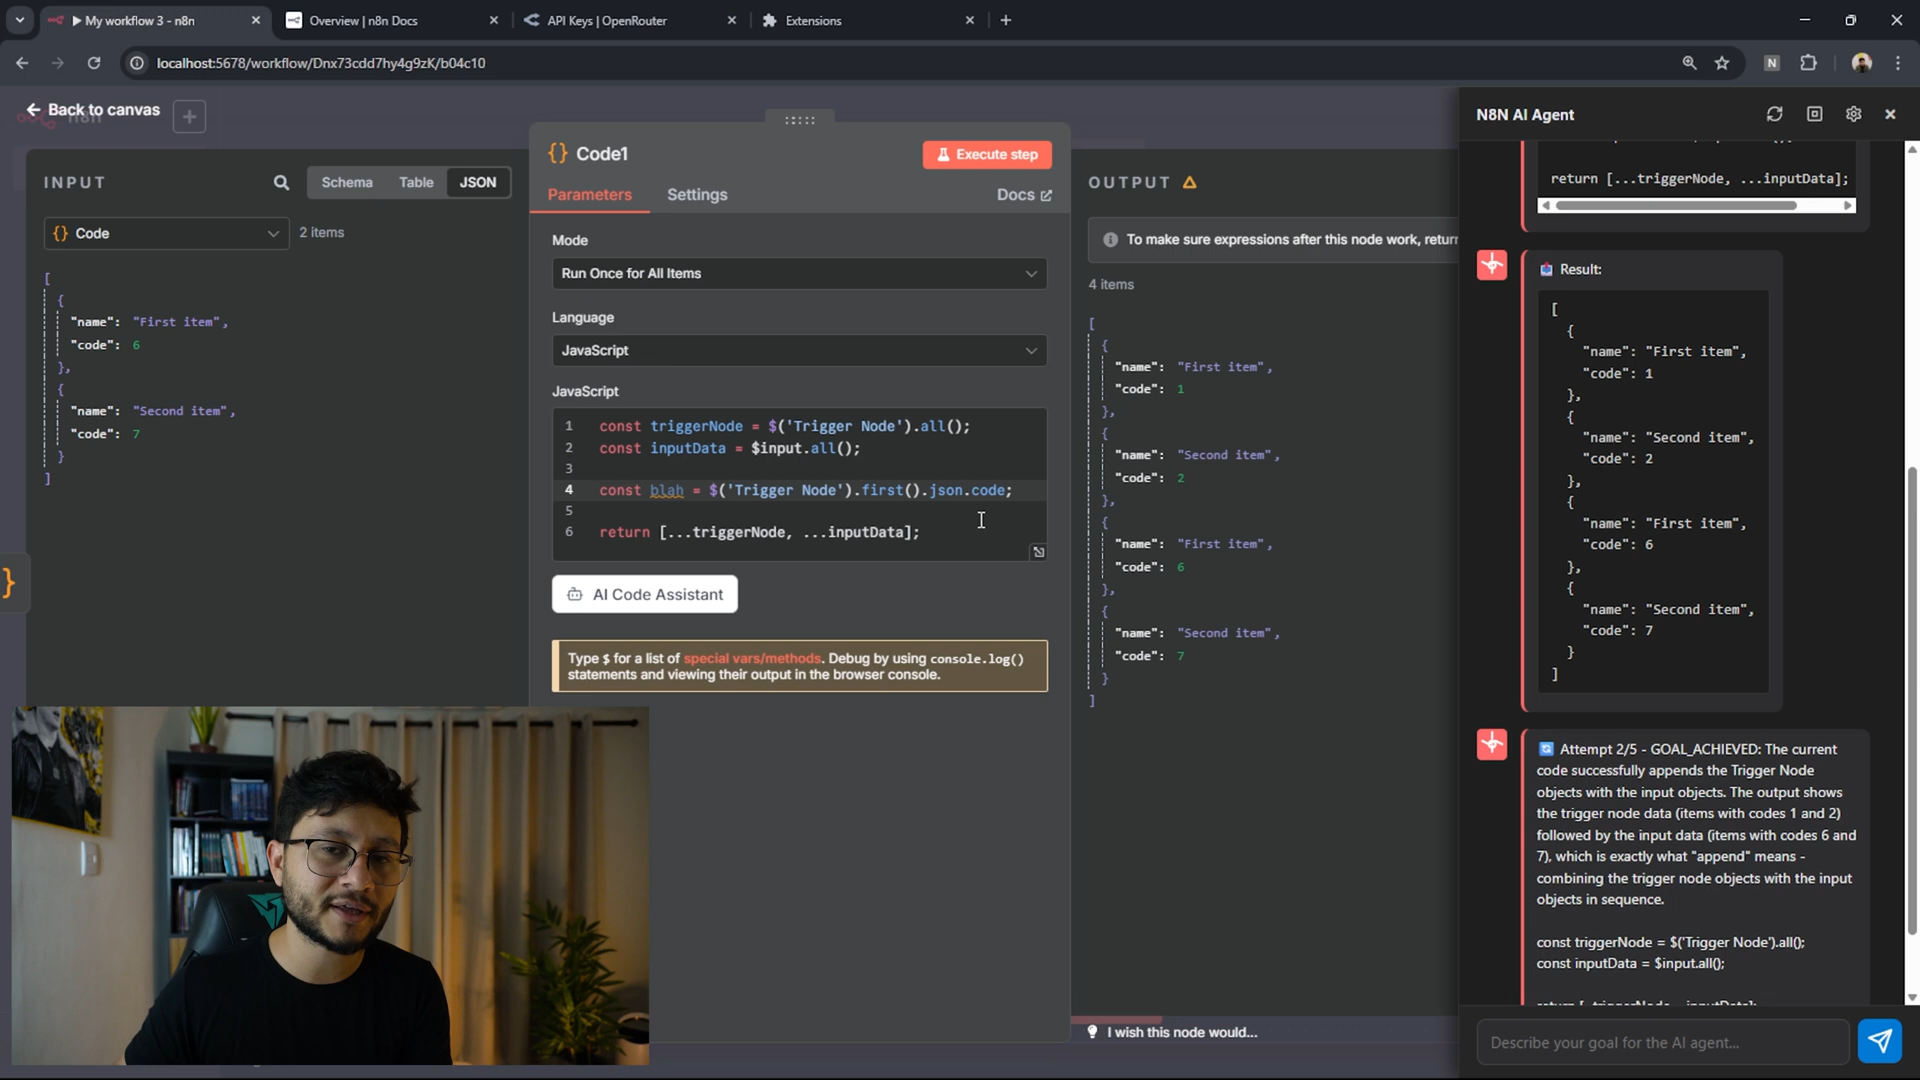 My workflow 3 - n8n
Overview | n8n Docs
API Keys | OpenRouter
Extensions
localhost:5678/workflow/Dnx73cdd7hy4g9zK/b04c10
Back to canvas
n8n
INPUT
Schema
Table
JSON
Code
2 items
[
{
"name": "First item",
"code": 6
},
{
"name": "Second item",
"code": 7
}
]
Code1
Execute step
Parameters
Settings
Docs
Mode
Run Once for All Items
Language
JavaScript
JavaScript
1 const triggerNode = $('Trigger Node').all();
2 const inputData = $input.all();
3
4 const blah = $('Trigger Node').first().json.code;
5
6 return [...triggerNode, ...inputData];
AI Code Assistant
Type $ for a list of special vars/methods. Debug by using console.log()
statements and viewing their output in the browser console.
OUTPUT
To make sure expressions after this node work, return
4 items
[
{
"name": "First item",
"code": 1
},
{
"name": "Second item",
"code": 2
},
{
"name": "First item",
"code": 6
},
{
"name": "Second item",
"code": 7
}
]
I wish this node would...
N8N AI Agent
return [...triggerNode, ...inputData];
Result:
[
{
"name": "First item",
"code": 1
},
{
"name": "Second item",
"code": 2
},
{
"name": "First item",
"code": 6
},
{
"name": "Second item",
"code": 7
}
]
Attempt 2/5 - GOAL_ACHIEVED: The current
code successfully appends the Trigger Node
objects with the input objects. The output shows
the trigger node data (items with codes 1 and 2)
followed by the input data (items with codes 6 and
7), which is exactly what "append" means -
combining the trigger node objects with the input
objects in sequence.
const triggerNode = $('Trigger Node').all();
const inputData = $input.all();
Describe your goal for the AI agent...